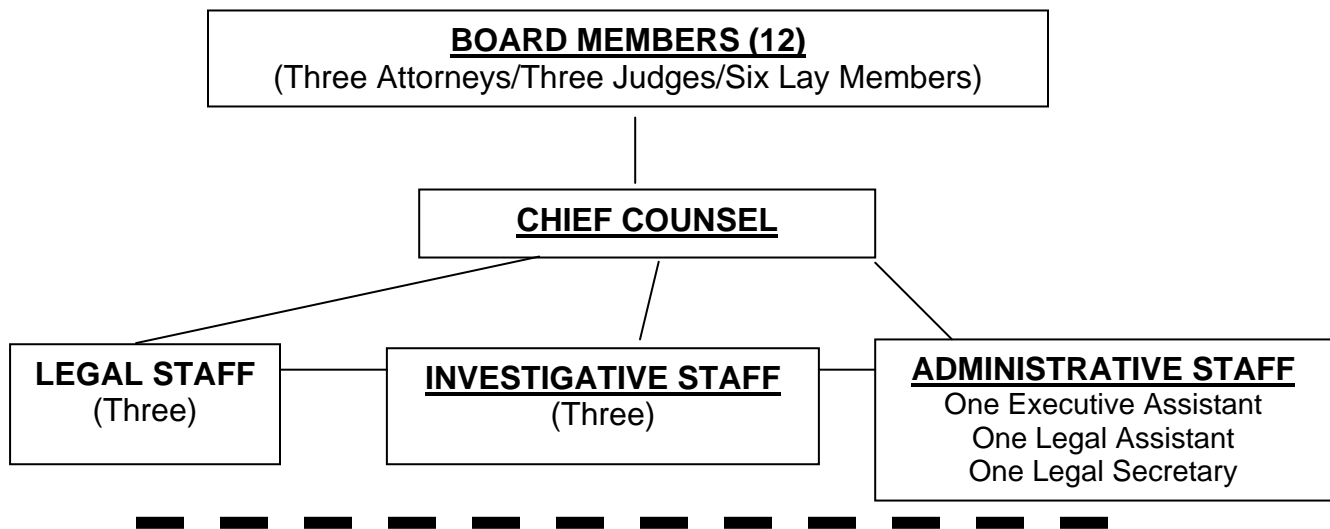 BOARD MEMBERS (12)
(Three Attorneys/Three Judges/Six Lay Members)
CHIEF COUNSEL
LEGAL STAFF
(Three)
INVESTIGATIVE STAFF
(Three)
ADMINISTRATIVE STAFF
One Executive Assistant
One Legal Assistant
One Legal Secretary